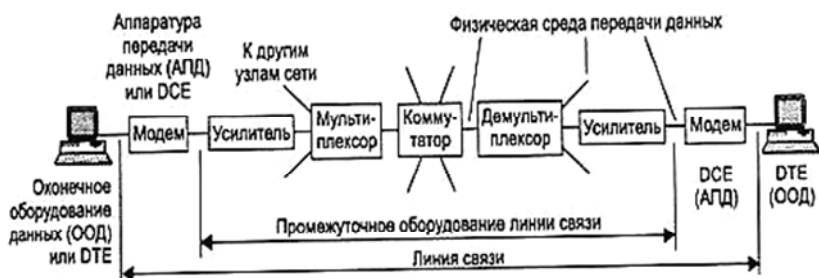 Аппаратура
передачи
данных (АПД)
или DCE
К другим
узлам сети
Физическая среда передачи данных
Модем
Усилитель
Мульти-
плексор
Комму-
татор
Демульти-
плексор
Усилитель
Модем
Оконечное
оборудование
данных (ООД)
или DTE
DCE
(АПД)
DTE
(ООД)
Промежуточное оборудование линии связи
Линия связи